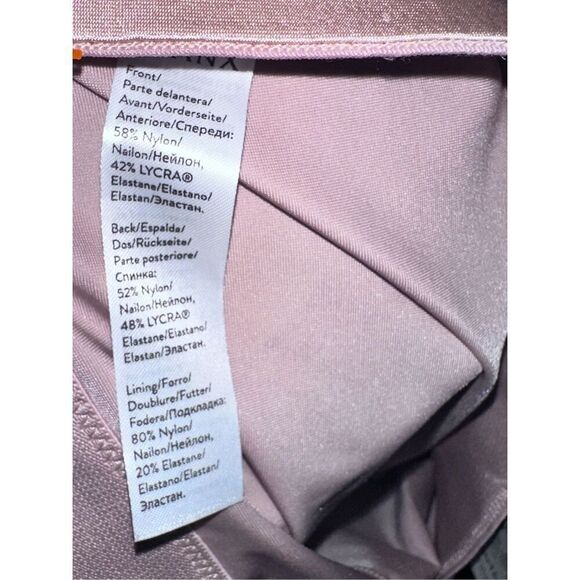 Front/
Parte delantera/
Avant/Vorderseite/
Anteriore/Спереди:
58% Nylon/
Nailon/Нейлон,
42% LYCRA®
Elastane/Elastano/
Elastan/Эластан.
Back/Espalda/
Dos/Rückseite/
Parte posteriore/
Спинка:
52% Nylon/
Nailon/Нейлон,
48% LYCRA®
Elastane/Elastano/
Elastan/Эластан.
Lining/Forro/
Doublure/Futter/
Fodera/Подкладка:
80% Nylon/
Nailon/Нейлон,
20% Elastane/
Elastano/Elastan/
Эластан.